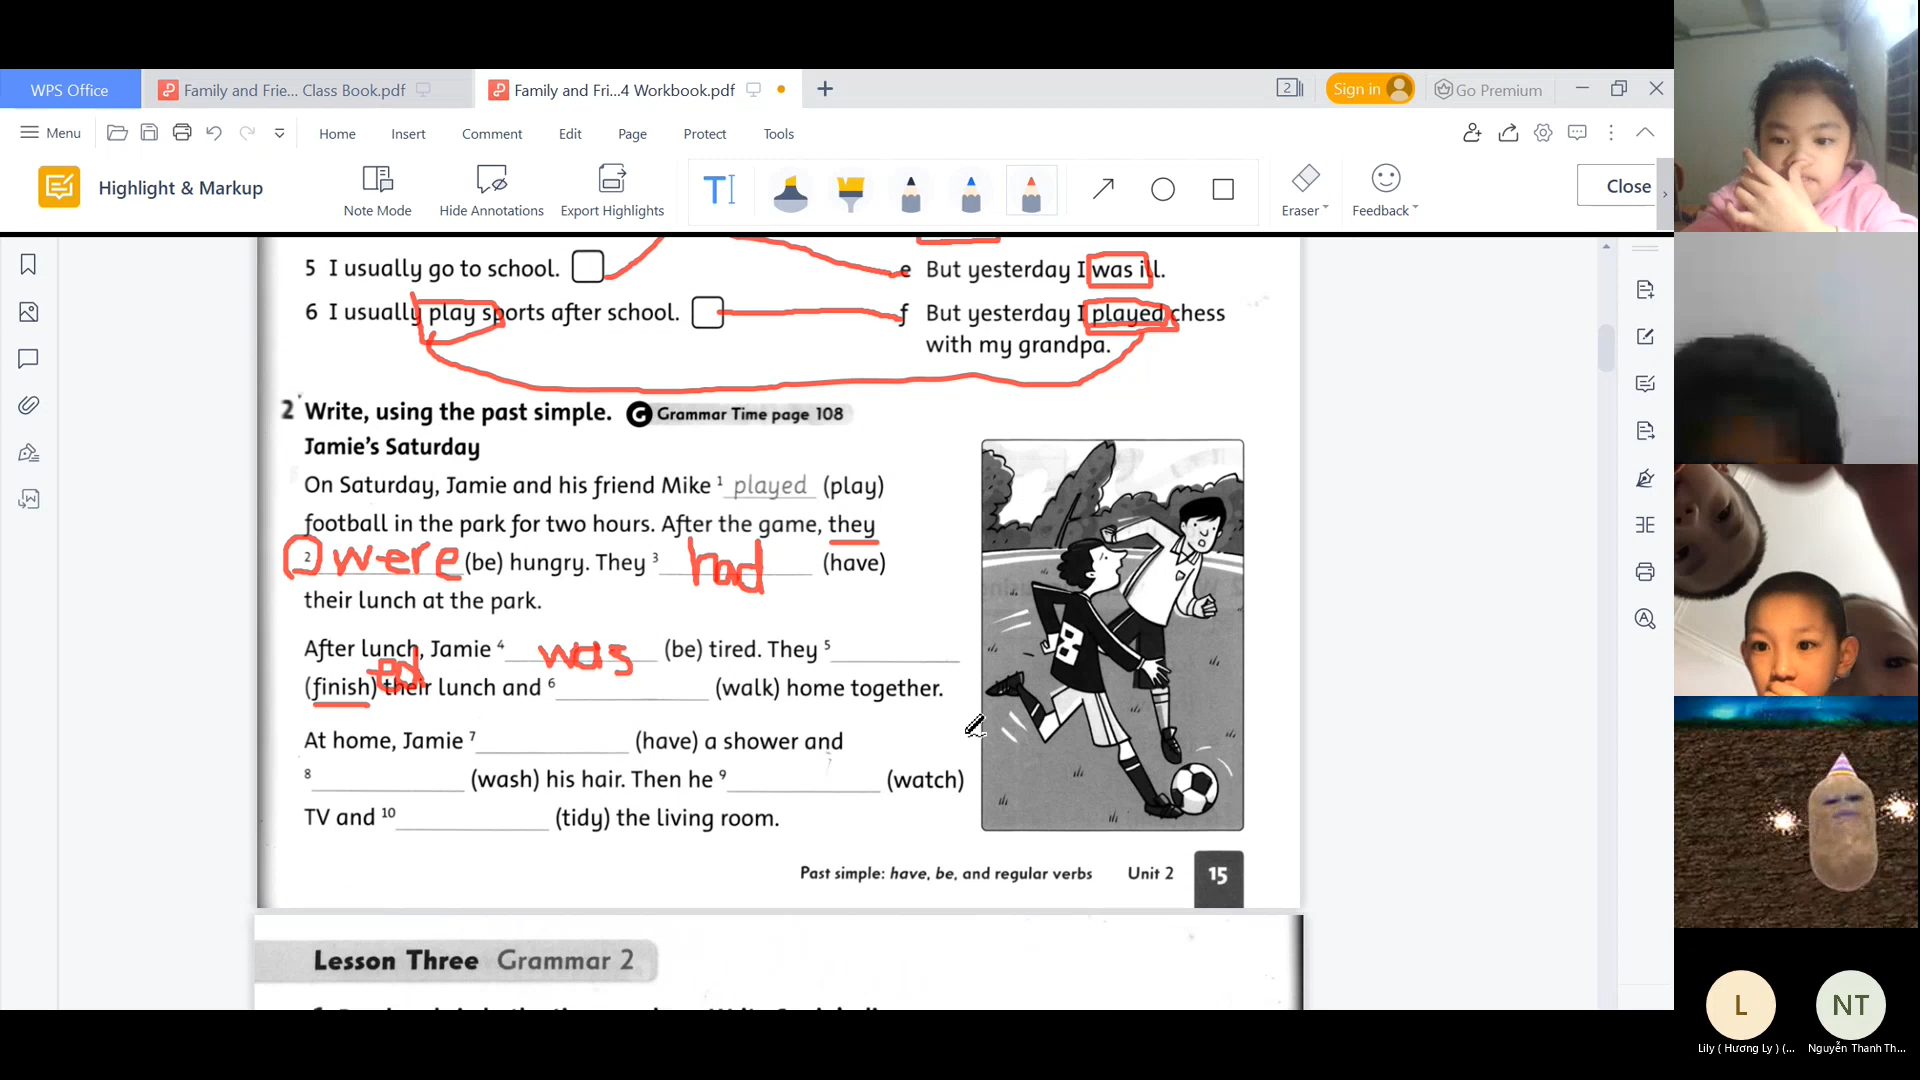 WPS Office
Family and Frie... Class Book.pdf
Family and Fri...4 Workbook.pdf
2
Sign in
Go Premium
Menu
Home
Insert
Comment
Edit
Page
Protect
Tools
Highlight & Markup
Note Mode
Hide Annotations
Export Highlights
T
Eraser
Feedback
Close
5 I usually go to school.
e But yesterday I was ill.
6 I usually play sports after school.
f But yesterday I played chess
with my grandpa.
2 Write, using the past simple. G Grammar Time page 108
Jamie's Saturday
On Saturday, Jamie and his friend Mike 1 played (play)
football in the park for two hours. After the game, they
2 were (be) hungry. They 3 had (have)
their lunch at the park.
After lunch, Jamie 4 was (be) tired. They 5
ed
(finish) their lunch and 6 (walk) home together.
At home, Jamie 7 (have) a shower and
8 (wash) his hair. Then he 9 (watch)
TV and 10 (tidy) the living room.
8
Past simple: have, be, and regular verbs Unit 2 15
Lesson Three Grammar 2
L
Lily ( Hương Ly ) (...
NT
Nguyễn Thanh Th...